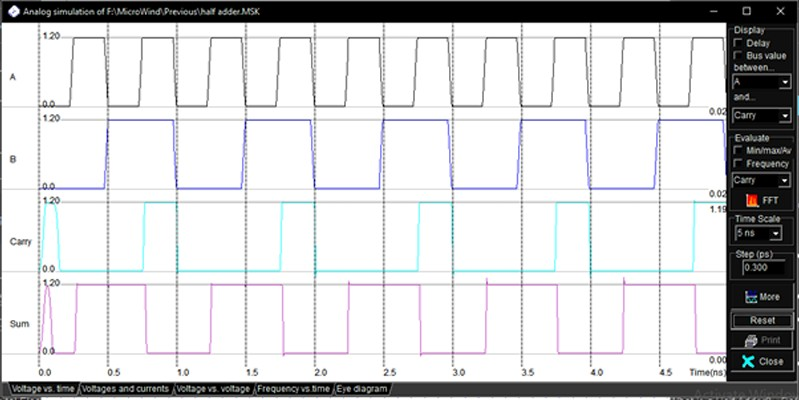 Analog simulation of F:\MicroWind\Previous\half adder.MSK
1.20
A
0.0
0.02
1.20
B
0.0
0.02
1.20
1.19
Carry
0.0
1.20
Sum
0.0
0.00
0.0 0.5 1.0 1.5 2.0 2.5 3.0 3.5 4.0 4.5 Time(ns)
Voltage vs. time Voltages and currents Voltage vs. voltage Frequency vs.time Eye diagram
Display
Delay
Bus value
between...
A
and...
Carry
Evaluate
Min/max/Av
Frequency
Carry
FFT
Time Scale
5 ns
Step (ps)
0.300
More
Reset
Print
Close